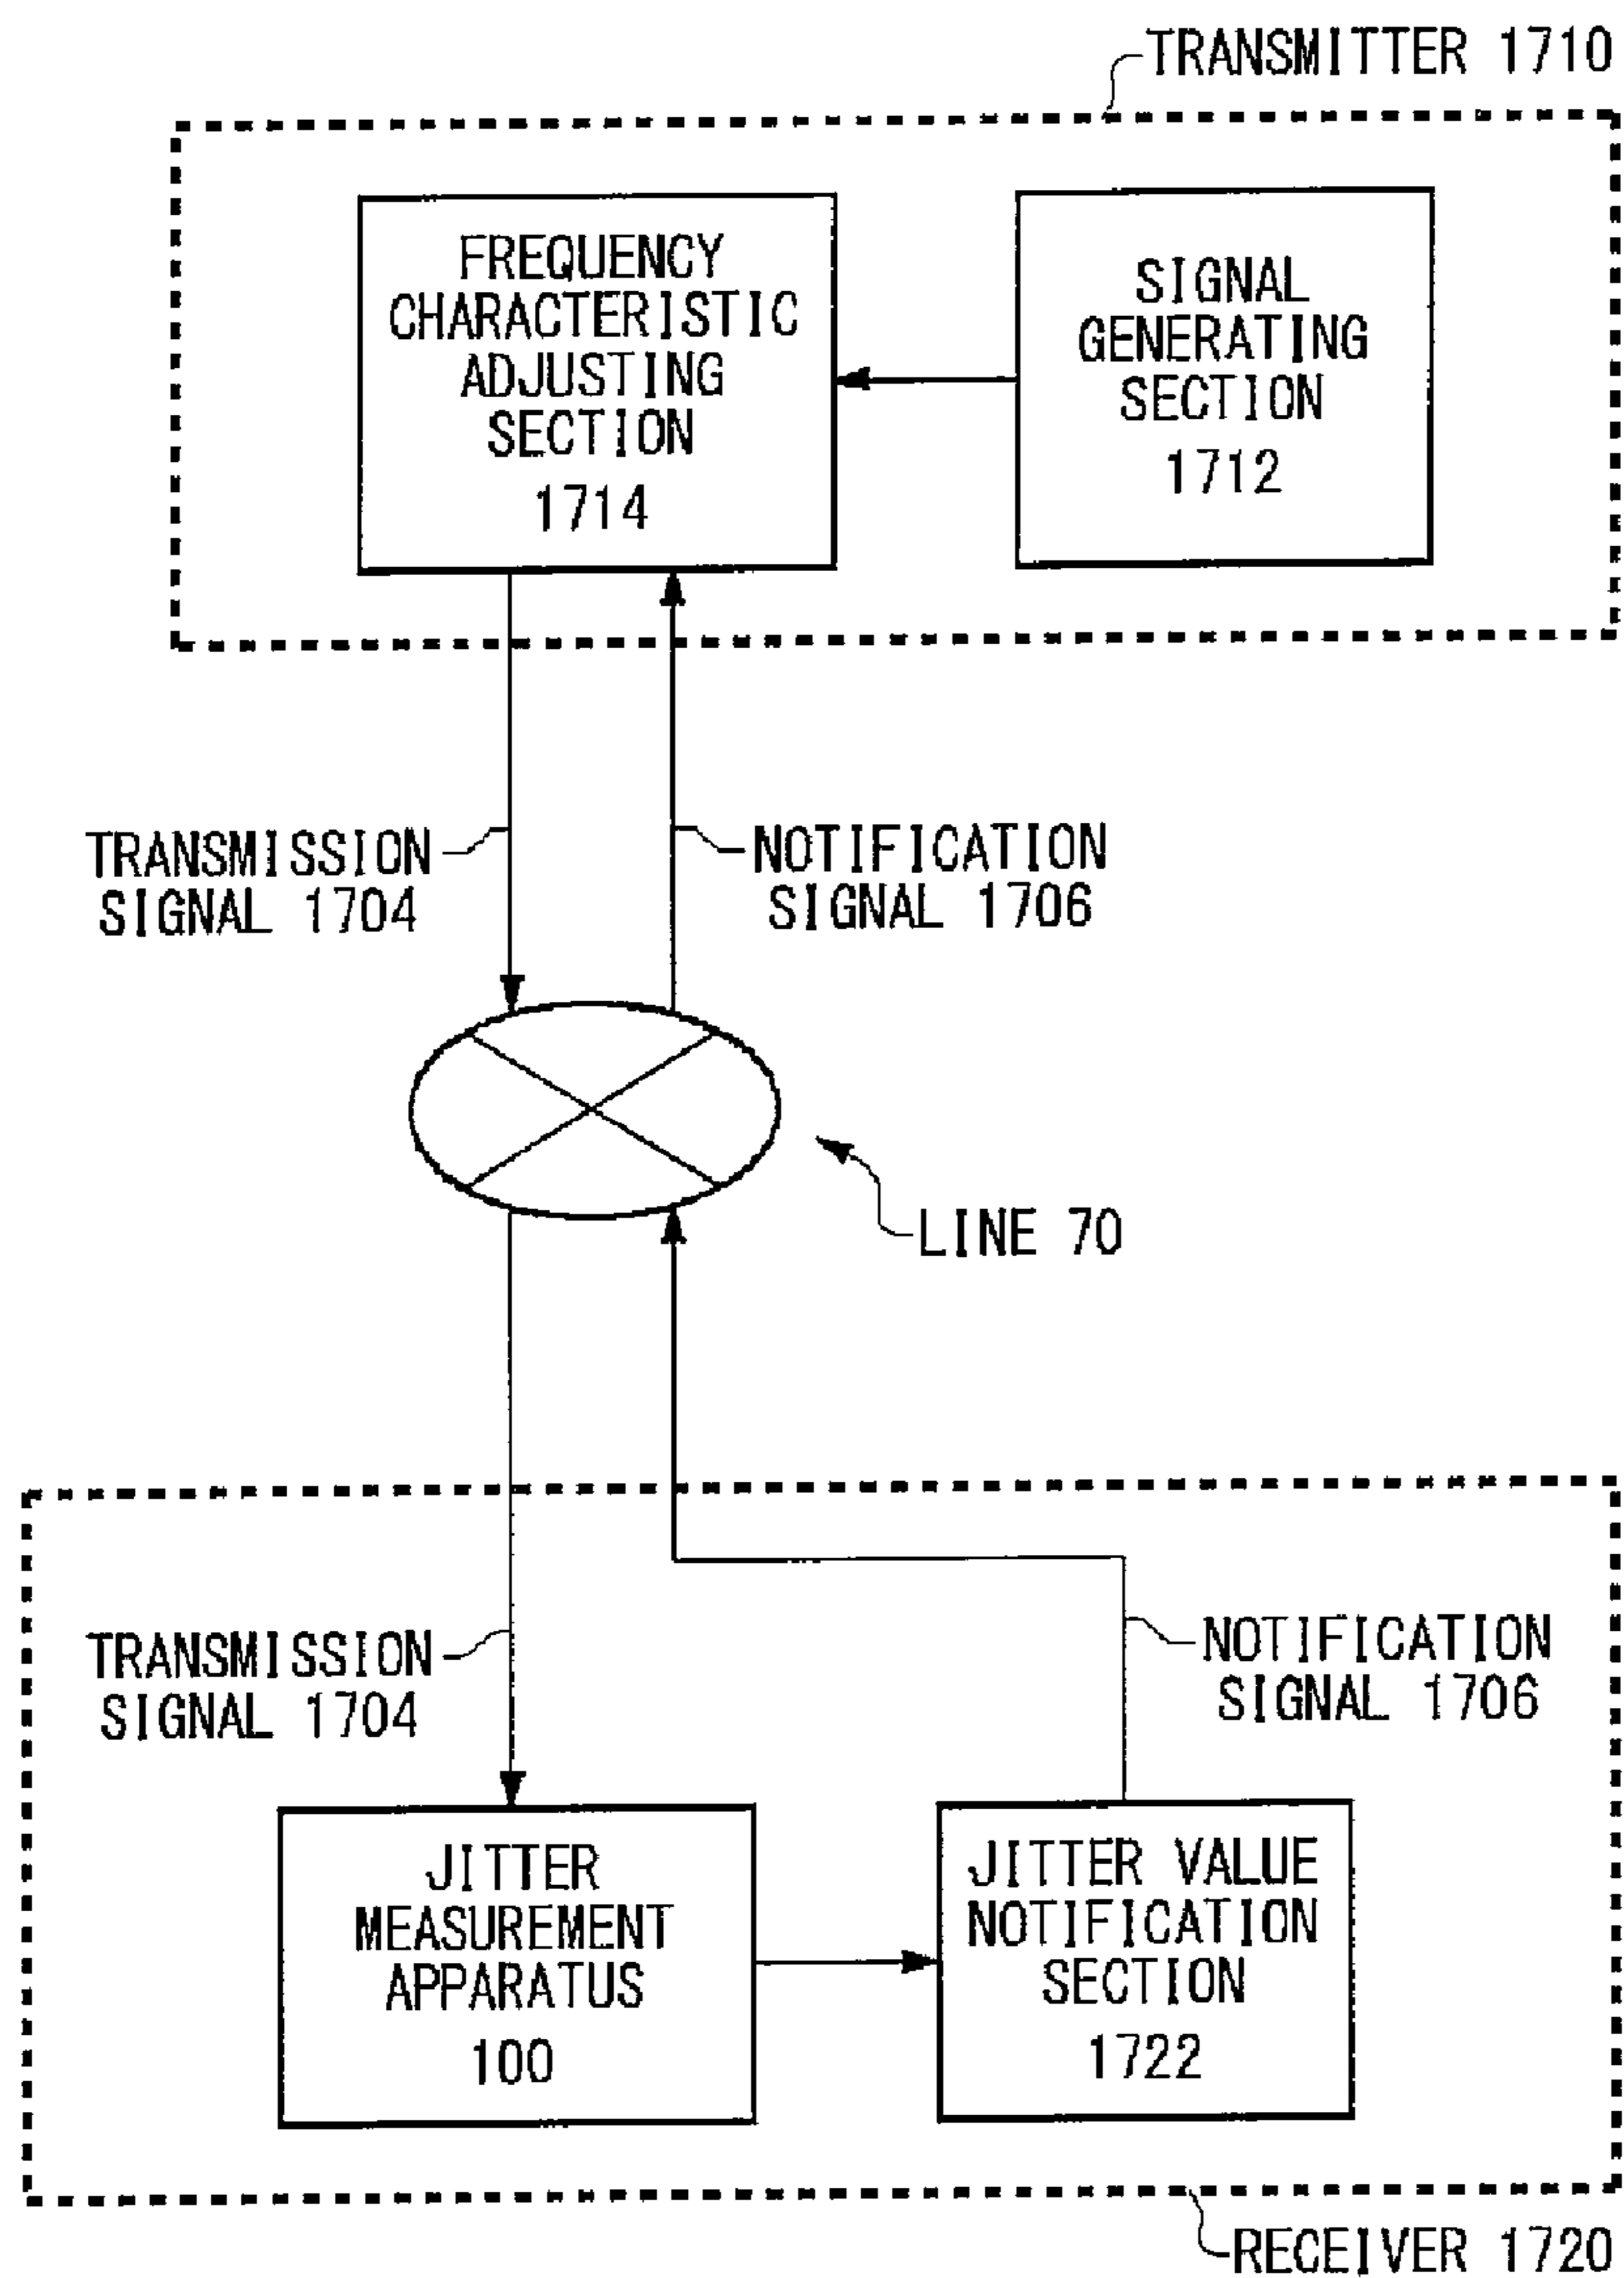 TRANSMITTER 1710
FREQUENCY
CHARACTERISTIC
ADJUSTING
SECTION
1714
SIGNAL
GENERATING
SECTION
1712
TRANSMISSION
SIGNAL 1704
NOTIFICATION
SIGNAL 1706
LINE 70
TRANSMISSION
SIGNAL 1704
NOTIFICATION
SIGNAL 1706
JITTER
MEASUREMENT
APPARATUS
100
JITTER VALUE
NOTIFICATION
SECTION
1722
RECEIVER 1720